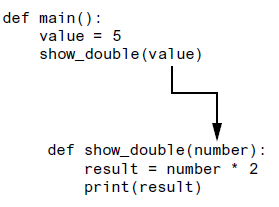 def main():
    value = 5
    show_double(value)
def show_double(number):
    result = number * 2
    print(result)